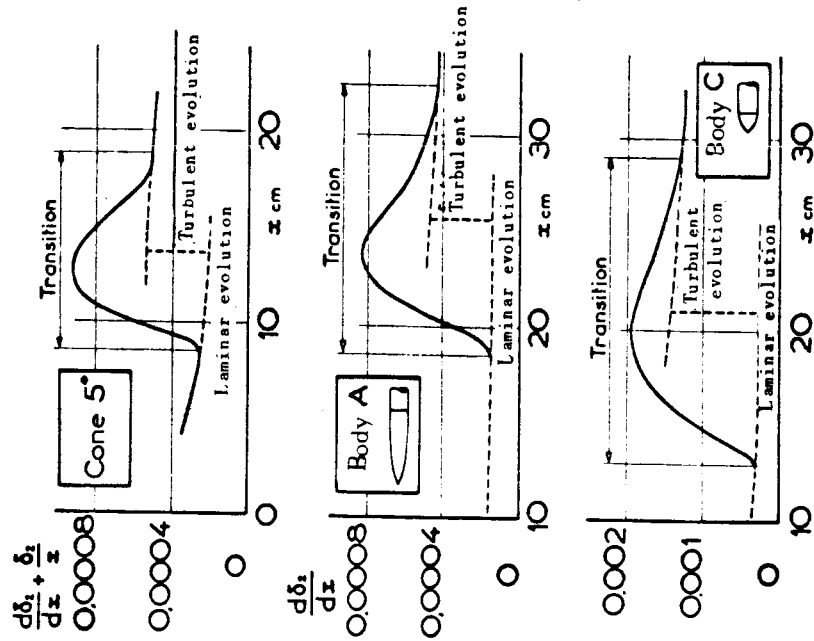 dδ₂/dx + δ₂/x
0,0008
0,0004
0
Cone 5°
Transition
Turbulent evolution
Laminar evolution
0
10
20
x cm
dδ₂/dx
0,0008
0,0004
0
Body A
Transition
Turbulent evolution
Laminar evolution
10
20
30
x cm
0.002
0.001
0
Transition
Body C
Turbulent
evolution
Laminar evolution
10
20
30
x cm